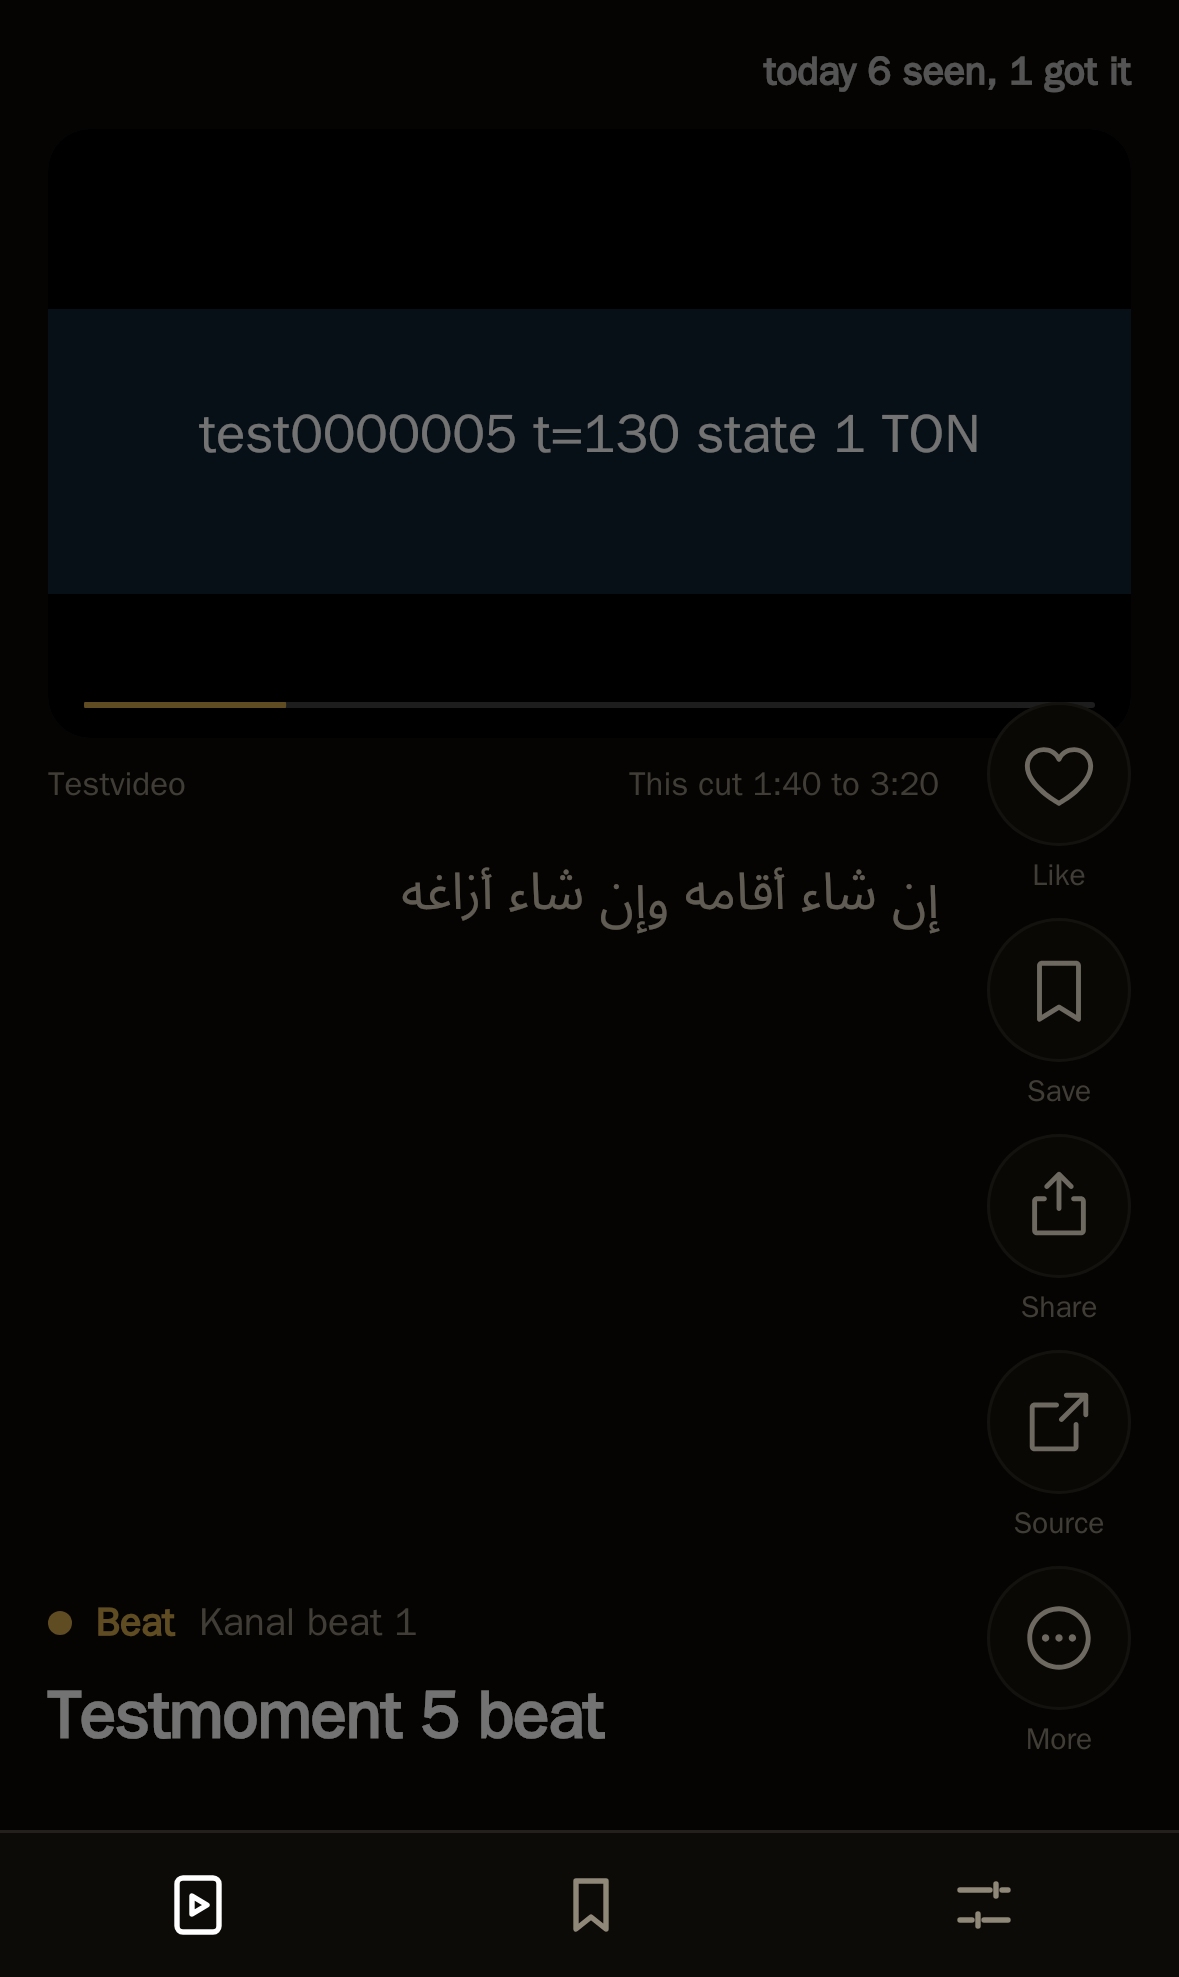 today 6 seen, 1 got it
test0000005 t=130 state 1 TON
Testvideo
This cut 1:40 to 3:20
إن شاء أقامه وإن شاء أزاغه
Like
Save
Share
Source
More
Beat Kanal beat 1
Testmoment 5 beat